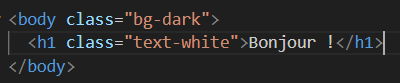 <body class="bg-dark">
<h1 class="text-white">Bonjour !</h1>
</body>